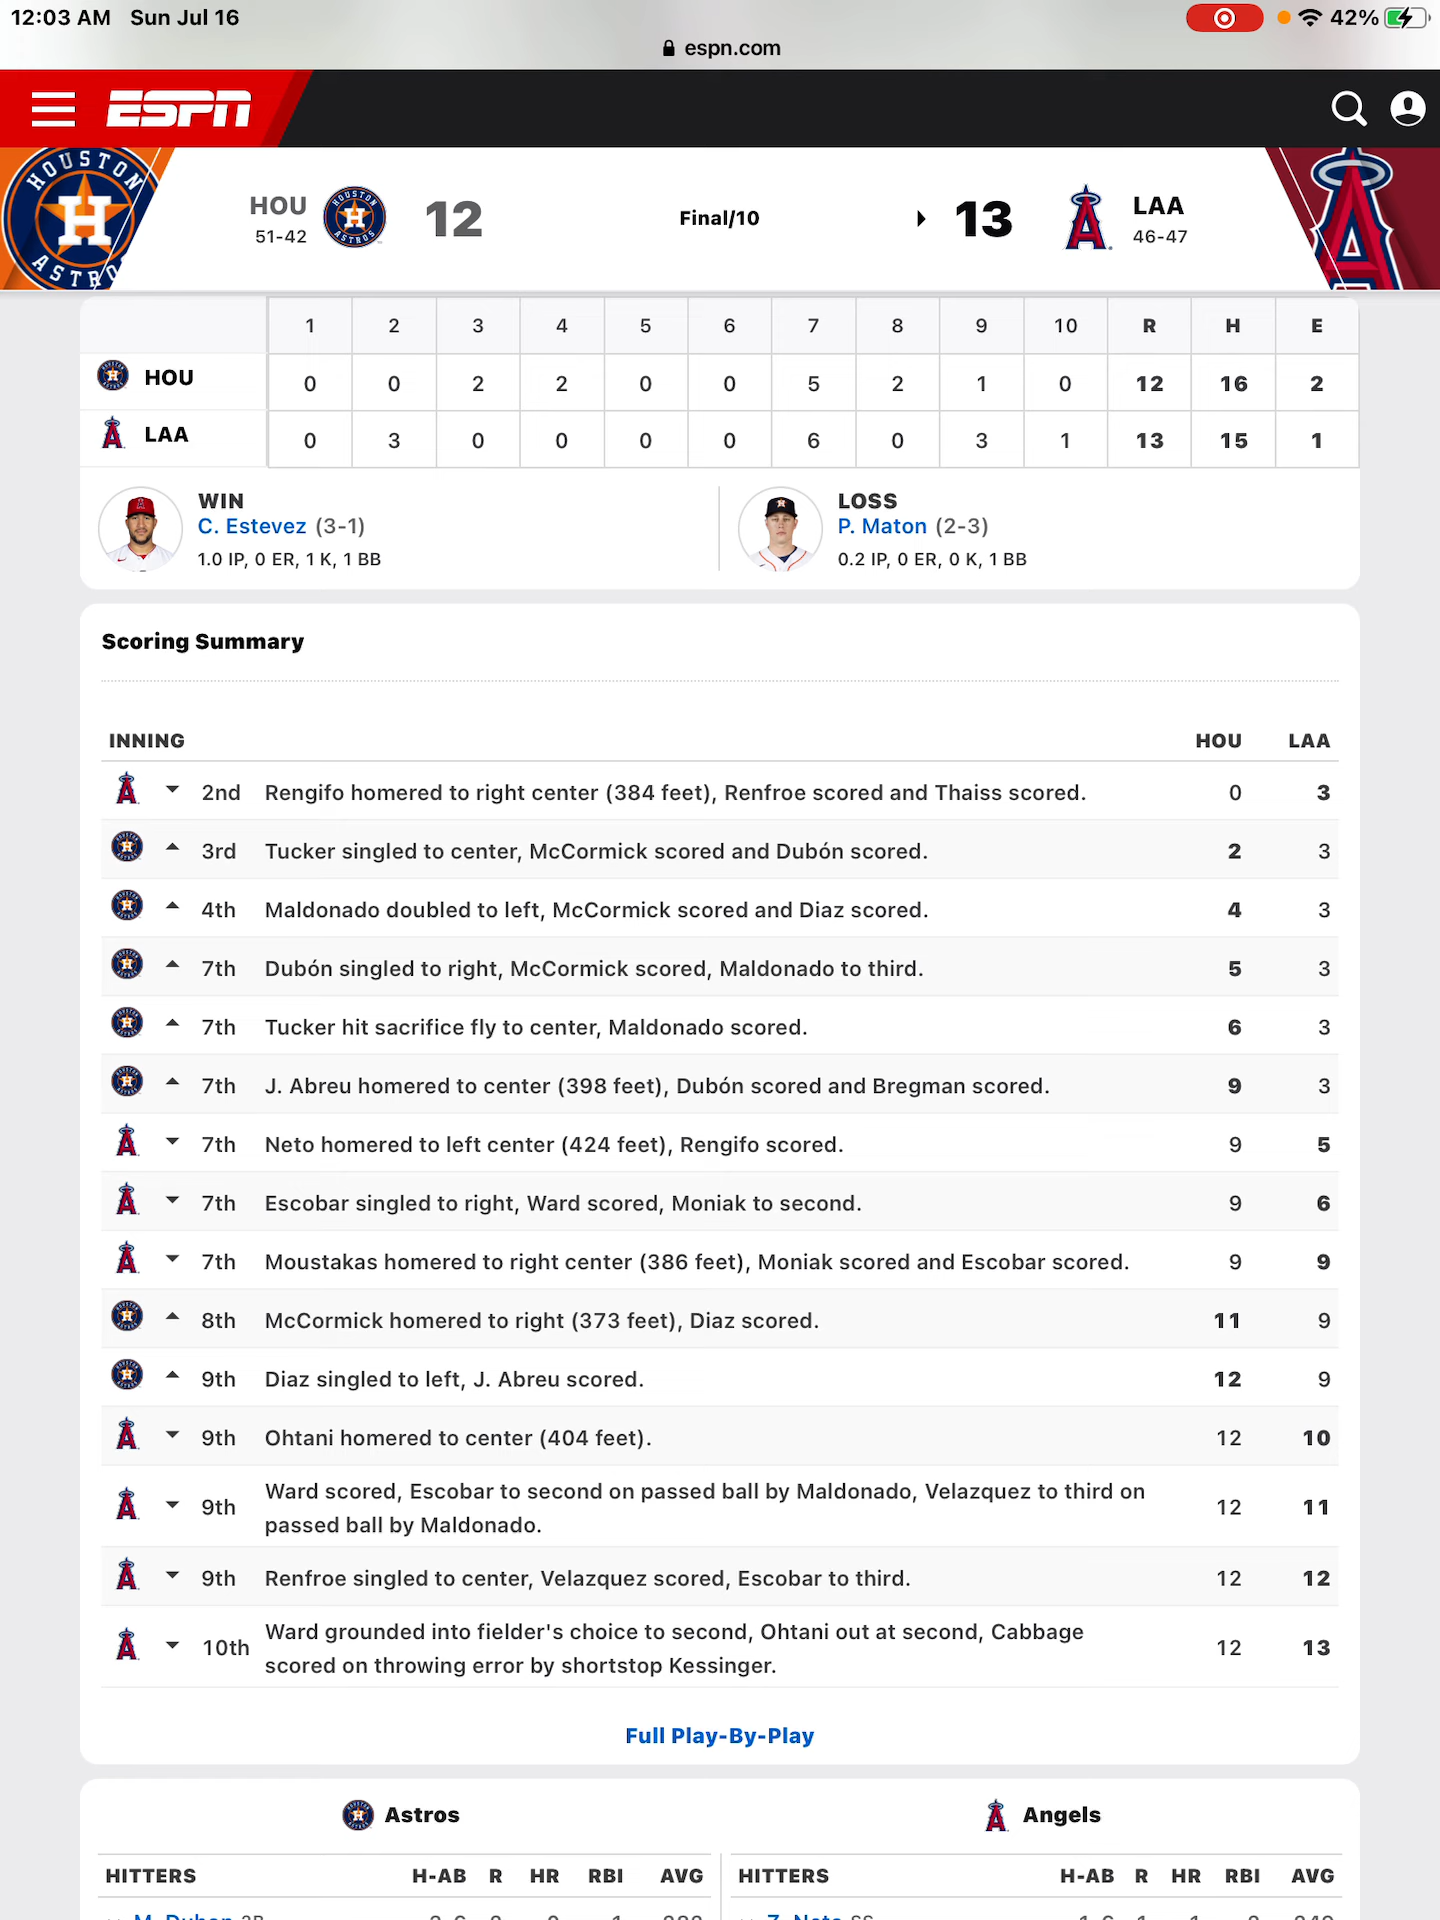 12:03 AM Sun Jul 16
42%
espn.com
ESPN
HOUSTON
H
ASTRO
HOU
51-42
12
Final/10
13
LAA
46-47
1 2 3 4 5 6 7 8 9 10 R H E
HOU 0 0 2 2 0 0 5 2 1 0 12 16 2
LAA 0 3 0 0 0 0 6 0 3 1 13 15 1
WIN
C. Estevez (3-1)
1.0 IP, 0 ER, 1 K, 1 BB
LOSS
P. Maton (2-3)
0.2 IP, 0 ER, 0 K, 1 BB
Scoring Summary
INNING HOU LAA
2nd Rengifo homered to right center (384 feet), Renfroe scored and Thaiss scored. 0 3
3rd Tucker singled to center, McCormick scored and Dubón scored. 2 3
4th Maldonado doubled to left, McCormick scored and Diaz scored. 4 3
7th Dubón singled to right, McCormick scored, Maldonado to third. 5 3
7th Tucker hit sacrifice fly to center, Maldonado scored. 6 3
7th J. Abreu homered to center (398 feet), Dubón scored and Bregman scored. 9 3
7th Neto homered to left center (424 feet), Rengifo scored. 9 5
7th Escobar singled to right, Ward scored, Moniak to second. 9 6
7th Moustakas homered to right center (386 feet), Moniak scored and Escobar scored. 9 9
8th McCormick homered to right (373 feet), Diaz scored. 11 9
9th Diaz singled to left, J. Abreu scored. 12 9
9th Ohtani homered to center (404 feet). 12 10
9th Ward scored, Escobar to second on passed ball by Maldonado, Velazquez to third on
passed ball by Maldonado. 12 11
9th Renfroe singled to center, Velazquez scored, Escobar to third. 12 12
10th Ward grounded into fielder's choice to second, Ohtani out at second, Cabbage
scored on throwing error by shortstop Kessinger. 12 13
Full Play-By-Play
Astros
Angels
HITTERS H-AB R HR RBI AVG
HITTERS H-AB R HR RBI AVG